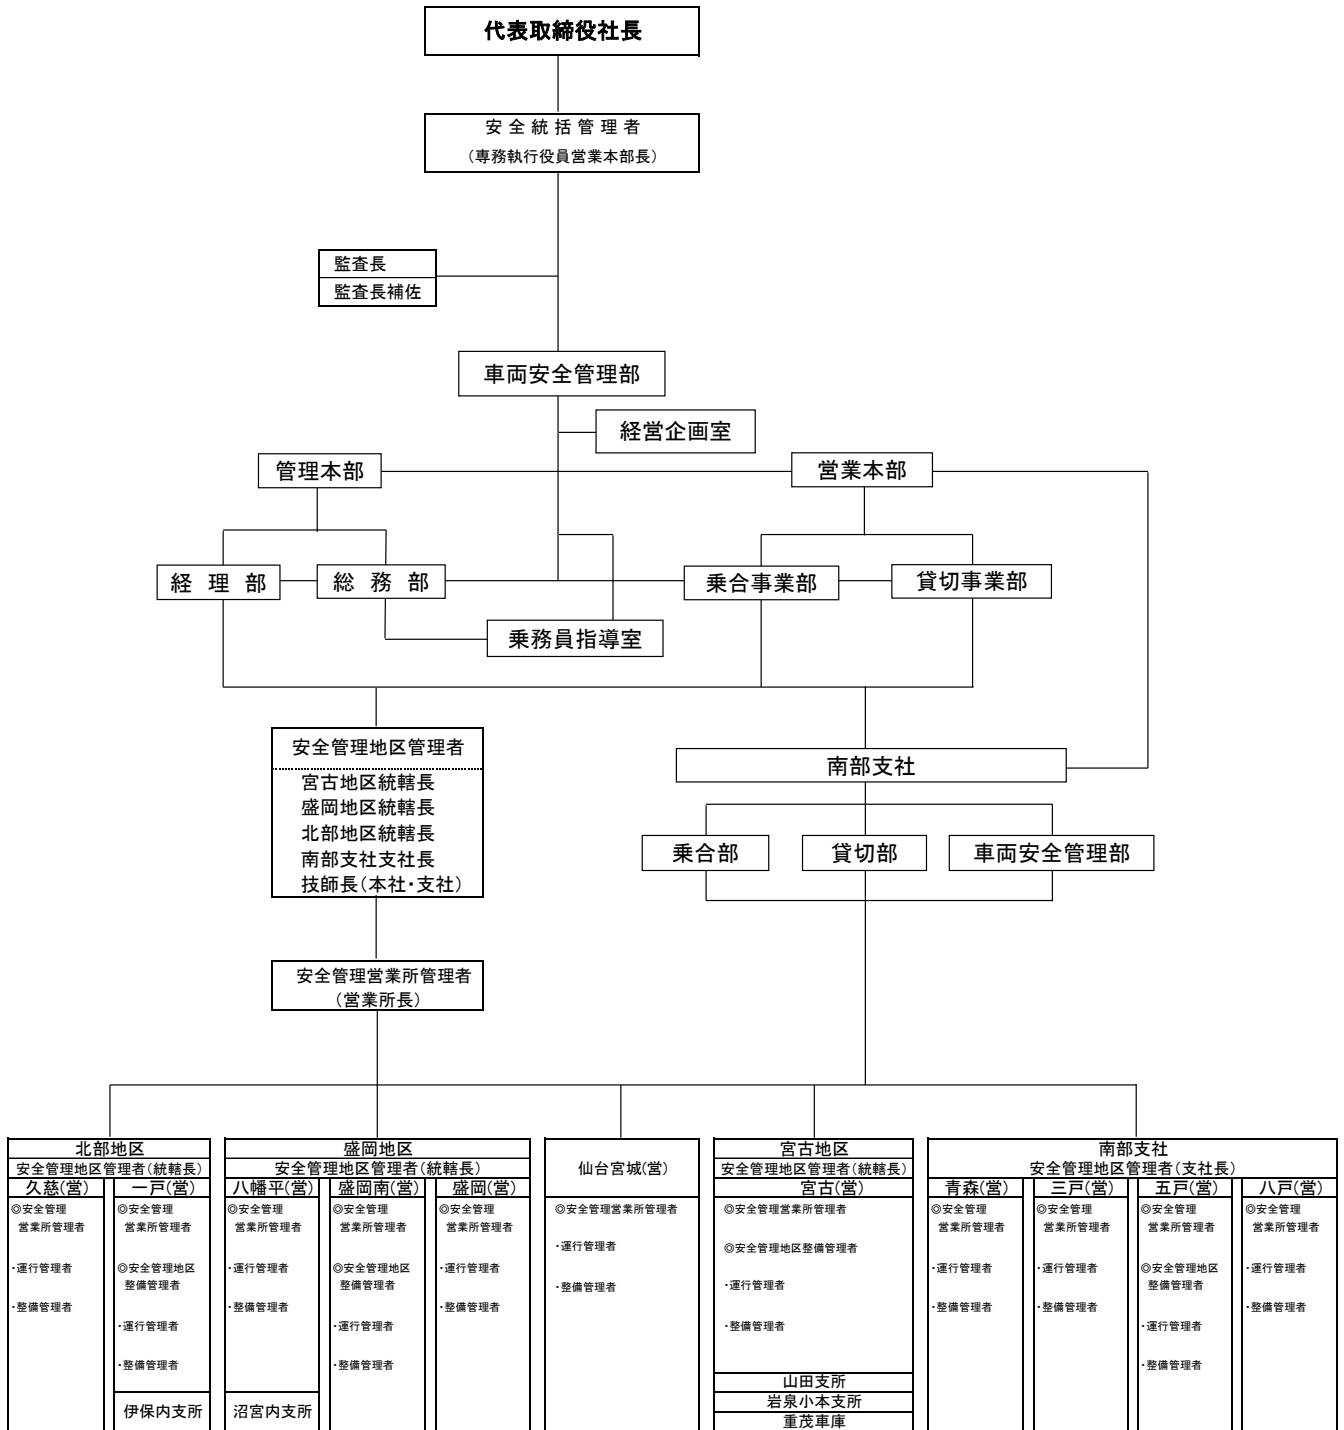 代表取締役社長
安全統括管理者
（専務執行役員営業本部長）
監査長
監査長補佐
車両安全管理部
経営企画室
管理本部
営業本部
経理部
総務部
乗合事業部
貸切事業部
乗務員指導室
安全管理地区管理者
宮古地区統轄長
盛岡地区統轄長
北部地区統轄長
南部支社支社長
技師長（本社・支社）
南部支社
乗合部
貸切部
車両安全管理部
安全管理営業所管理者
（営業所長）
北部地区
安全管理地区管理者（統轄長）
久慈(営)
◎安全管理
営業所管理者
・運行管理者
・整備管理者
一戸(営)
◎安全管理
営業所管理者
◎安全管理地区
整備管理者
・運行管理者
・整備管理者
伊保内支所
盛岡地区
安全管理地区管理者（統轄長）
八幡平(営)
◎安全管理
営業所管理者
・運行管理者
・整備管理者
沼宮内支所
盛岡南(営)
◎安全管理
営業所管理者
◎安全管理地区
整備管理者
・運行管理者
・整備管理者
盛岡(営)
◎安全管理
営業所管理者
・運行管理者
・整備管理者
仙台宮城(営)
◎安全管理営業所管理者
・運行管理者
・整備管理者
宮古地区
安全管理地区管理者（統轄長）
宮古(営)
◎安全管理営業所管理者
◎安全管理地区整備管理者
・運行管理者
・整備管理者
山田支所
岩泉小本支所
重茂車庫
南部支社
安全管理地区管理者（支社長）
青森(営)
◎安全管理
営業所管理者
・運行管理者
・整備管理者
三戸(営)
◎安全管理
営業所管理者
・運行管理者
・整備管理者
五戸(営)
◎安全管理
営業所管理者
◎安全管理地区
整備管理者
・運行管理者
・整備管理者
八戸(営)
◎安全管理
営業所管理者
・運行管理者
・整備管理者